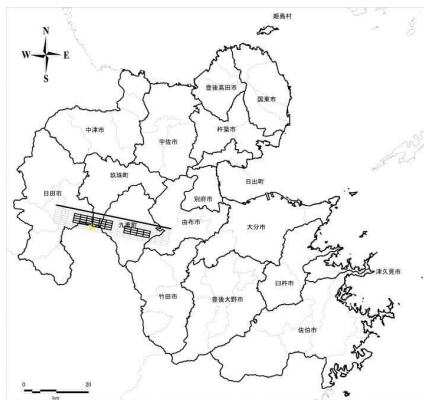 姫島村
N
W E
S
豊後高田市
国東市
中津市
宇佐市
杵築市
玖珠町
日出町
日田市
別府市
九重町
由布市
大分市
臼杵市
津久見市
竹田市
豊後大野市
佐伯市
0 20
km